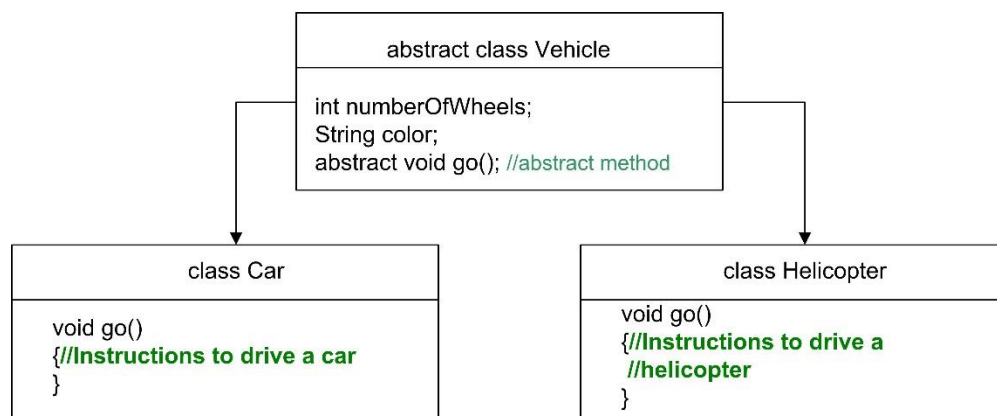 abstract class Vehicle
int numberOfWheels;
String color;
abstract void go(); //abstract method
class Car
void go()
{//Instructions to drive a car
}
class Helicopter
void go()
{//Instructions to drive a
//helicopter
}